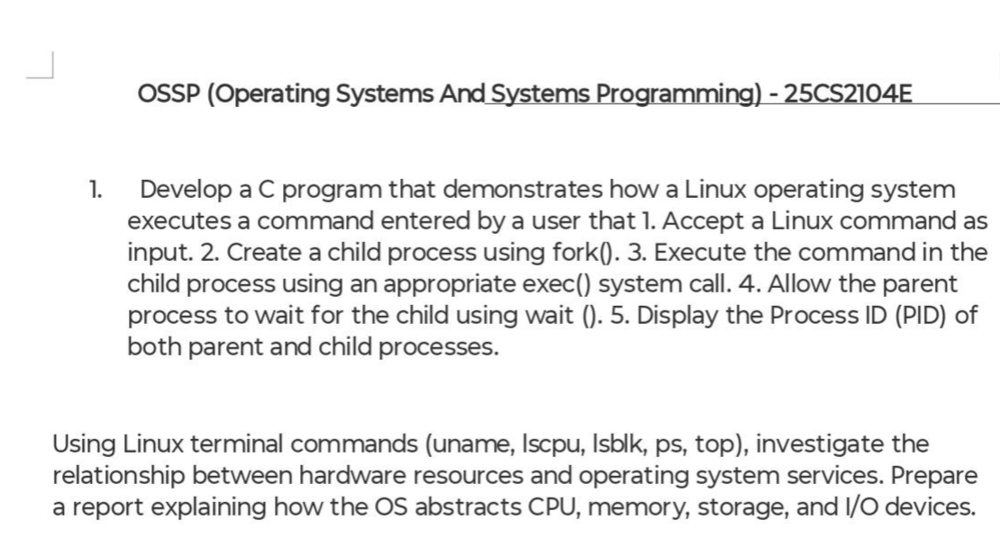 OSSP (Operating Systems And Systems Programming) - 25CS2104E
1. Develop a C program that demonstrates how a Linux operating system
executes a command entered by a user that 1. Accept a Linux command as
input. 2. Create a child process using fork(). 3. Execute the command in the
child process using an appropriate exec() system call. 4. Allow the parent
process to wait for the child using wait (). 5. Display the Process ID (PID) of
both parent and child processes.
Using Linux terminal commands (uname, lscpu, lsblk, ps, top), investigate the
relationship between hardware resources and operating system services. Prepare
a report explaining how the OS abstracts CPU, memory, storage, and I/O devices.